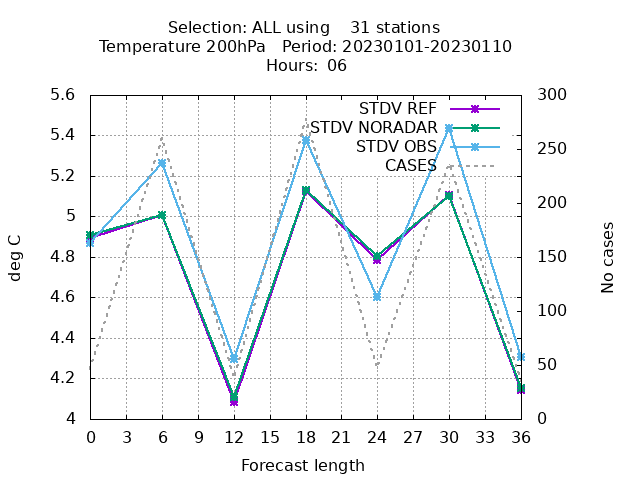 Selection: ALL using    31 stations
Temperature 200hPa   Period: 20230101-20230110
Hours: 06
STDV REF
STDV NORADAR
STDV OBS
CASES
5.6
5.4
5.2
5
4.8
4.6
4.4
4.2
4
deg C
300
250
200
150
100
50
0
No cases
0 3 6 9 12 15 18 21 24 27 30 33 36
Forecast length